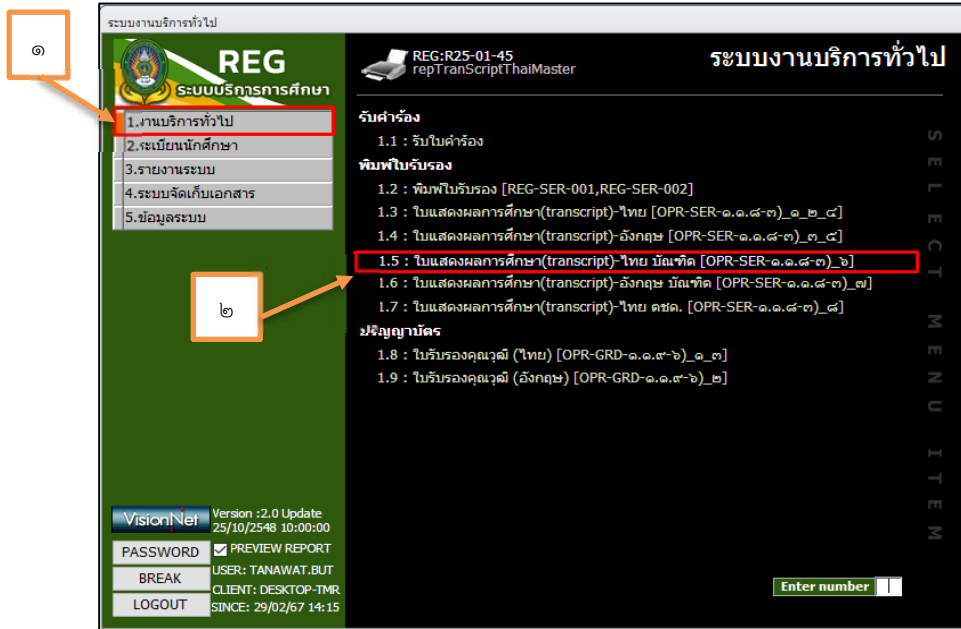 ระบบงานบริการทั่วไป
๑
REG
ระบบบริการการศึกษา
REG:R25-01-45
repTranScriptThaiMaster
ระบบงานบริการทั่วไป
1.งานบริการทั่วไป
2.ระเบียนนักศึกษา
3.รายงานระบบ
4.ระบบจัดเก็บเอกสาร
5.ข้อมูลระบบ
รับคำร้อง
1.1 : รับใบคำร้อง
พิมพ์ใบรับรอง
1.2 : พิมพ์ใบรับรอง [REG-SER-001,REG-SER-002]
1.3 : ใบแสดงผลการศึกษา(transcript)-ไทย [OPR-SER-๑.๑.๘-๓)_๑_๒_๔]
1.4 : ใบแสดงผลการศึกษา(transcript)-อังกฤษ [OPR-SER-๑.๑.๘-๓)_๓_๕]
1.5 : ใบแสดงผลการศึกษา(transcript)-ไทย บัณฑิต [OPR-SER-๑.๑.๘-๓)_๖]
1.6 : ใบแสดงผลการศึกษา(transcript)-อังกฤษ บัณฑิต [OPR-SER-๑.๑.๘-๓)_๗]
1.7 : ใบแสดงผลการศึกษา(transcript)-ไทย ตชด. [OPR-SER-๑.๑.๘-๓)_๘]
ปริญญาบัตร
1.8 : ใบรับรองคุณวุฒิ (ไทย) [OPR-GRD-๑.๑.๙-๖)_๑_๓]
1.9 : ใบรับรองคุณวุฒิ (อังกฤษ) [OPR-GRD-๑.๑.๙-๖)_๒]
๒
SELECT MENU ITEM
VisionNet
Version :2.0 Update
25/10/2548 10:00:00
PASSWORD
PREVIEW REPORT
BREAK
USER: TANAWAT.BUT
CLIENT: DESKTOP-TMR
LOGOUT
SINCE: 29/02/67 14:15
Enter number